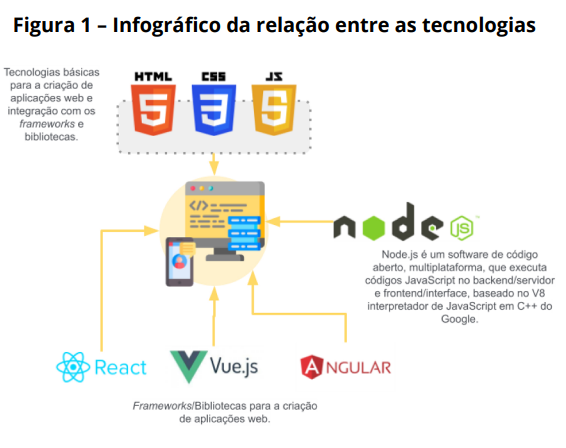 Figura 1 – Infográfico da relação entre as tecnologias
Tecnologias básicas
para a criação de
aplicações web e
integração com os
frameworks e
bibliotecas.
HTML CSS JS
5 3 5
</>
node
JS
Node.js é um software de código
aberto, multiplataforma, que executa
códigos JavaScript no backend/servidor
e frontend/interface, baseado no V8
interpretador de JavaScript em C++ do
Google.
React
Vue.js
ANGULAR
Frameworks/Bibliotecas para a criação
de aplicações web.